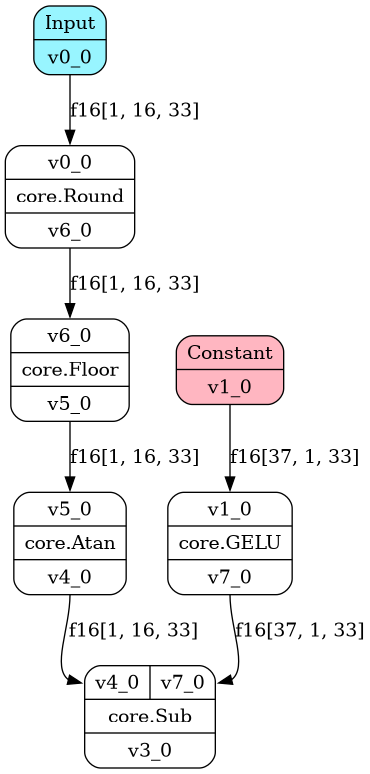 Input
v0_0
f16[1, 16, 33]
v0_0
core.Round
v6_0
f16[1, 16, 33]
v6_0
core.Floor
v5_0
Constant
v1_0
f16[1, 16, 33]
f16[37, 1, 33]
v5_0
core.Atan
v4_0
v1_0
core.GELU
v7_0
f16[1, 16, 33]
f16[37, 1, 33]
v4_0 v7_0
core.Sub
v3_0